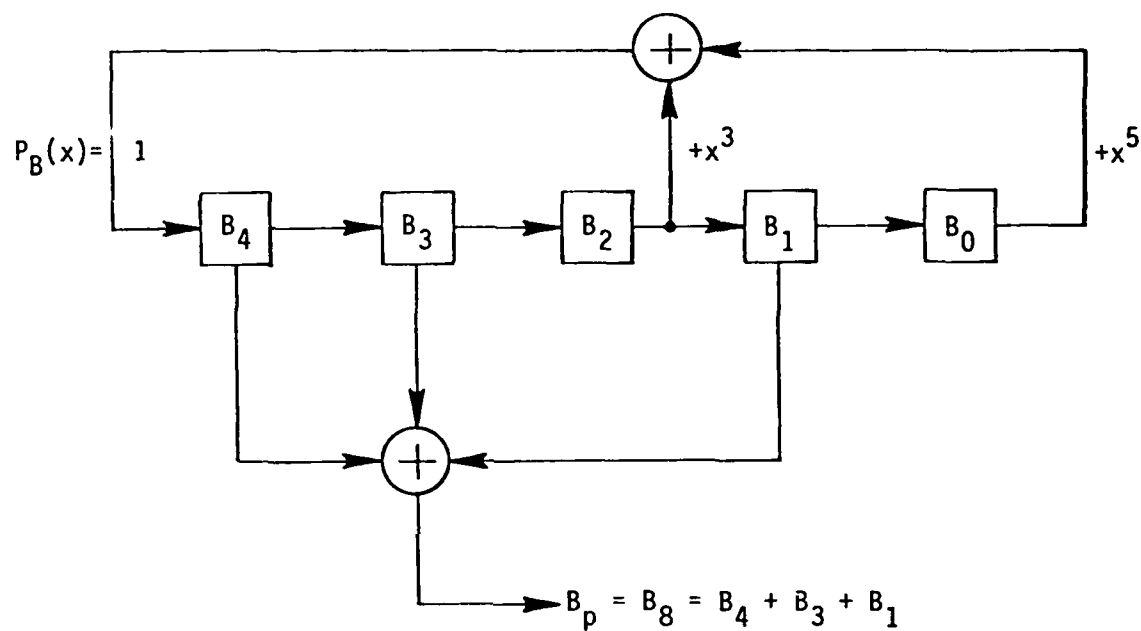 P_B(x)= 1
+x^3
+x^5
B_4
B_3
B_2
B_1
B_0
B_p = B_8 = B_4 + B_3 + B_1